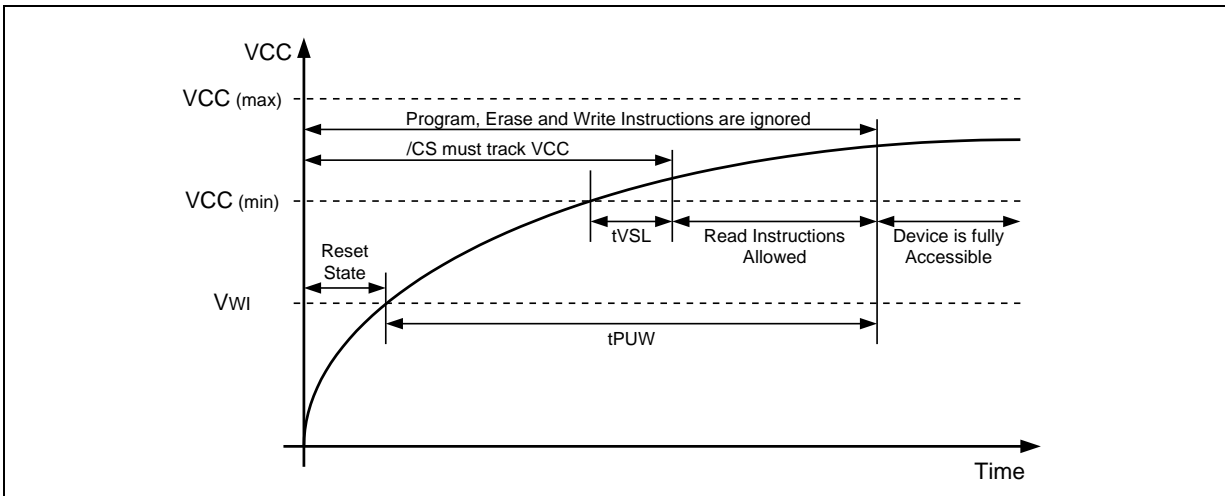 VCC
VCC (max)
Program, Erase and Write Instructions are ignored
/CS must track VCC
VCC (min)
tVSL
Read Instructions
Allowed
Device is fully
Accessible
Reset
State
VWI
tPUW
Time